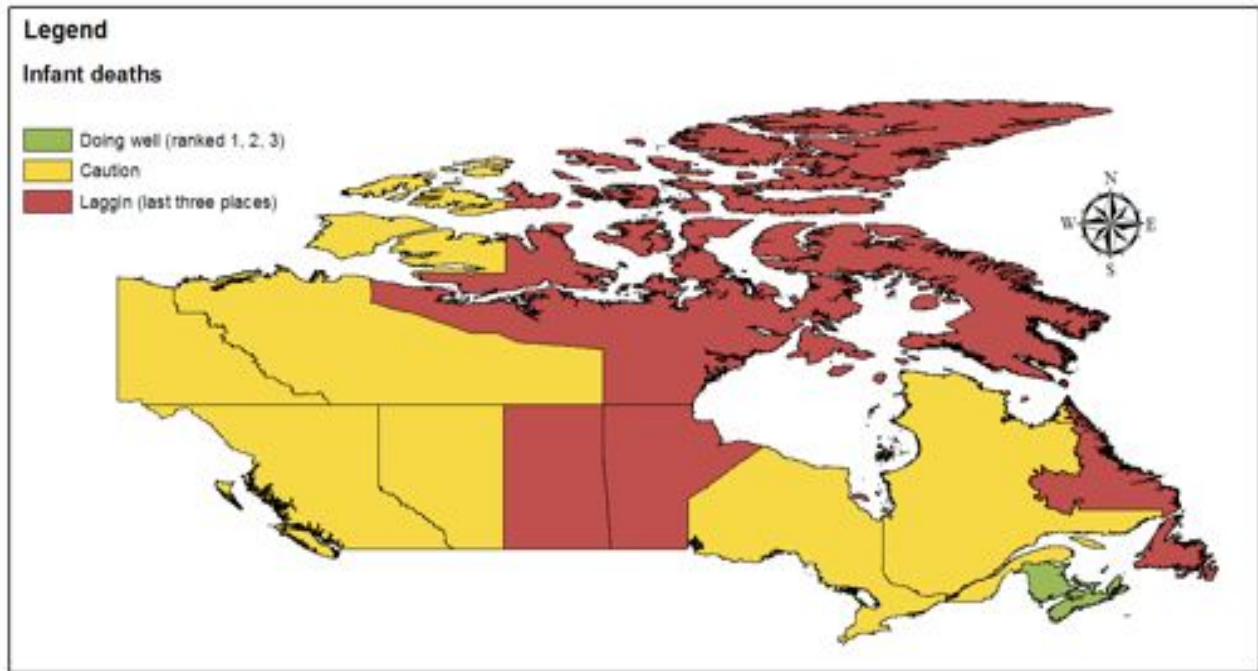 Legend
Infant deaths
Doing well (ranked 1, 2, 3)
Caution
Laggin (last three places)
N
W E
S